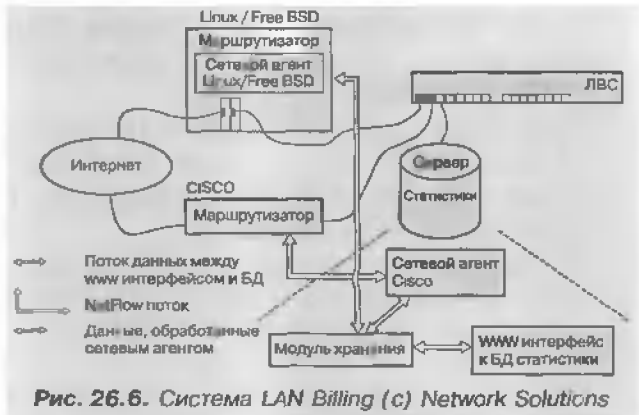 Linux / Free BSD
Маршрутизатор
Сетевой агент
Linux/Free BSD
ЛВС
Интернет
Сервер
Статистики
CISCO
Маршрутизатор
Поток данных между
www интерфейсом и БД
NetFlow поток
Данные, обработанные
сетевым агентом
Сетевой агент
Cisco
Модуль хранения
WWW интерфейс
к БД статистики
Рис. 26.6. Система LAN Billing (c) Network Solutions